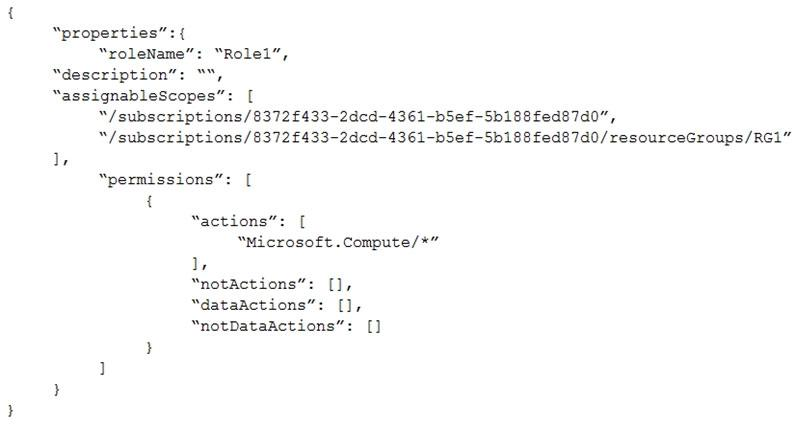 {
“properties”:{
“roleName”: “Role1”,
“description”: ““,
“assignableScopes”: [
“/subscriptions/8372f433-2dcd-4361-b5ef-5b188fed87d0”,
“/subscriptions/8372f433-2dcd-4361-b5ef-5b188fed87d0/resourceGroups/RG1”
],
“permissions”: [
{
“actions”: [
“Microsoft.Compute/*”
],
“notActions”: [],
“dataActions”: [],
“notDataActions”: []
}
]
}
}